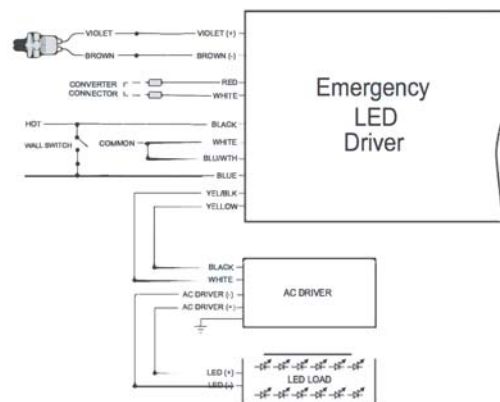 VIOLET VIOLET (+)
BROWN BROWN (-)
CONVERTER RED
CONNECTOR WHITE
HOT BLACK
WALL SWITCH COMMON WHITE
BLU/WTH
BLUE
YEL/BLK
YELLOW
Emergency
LED
Driver
BLACK
WHITE
AC DRIVER (-)
AC DRIVER (+)
AC DRIVER
LED (+)
LED (-)
LED LOAD